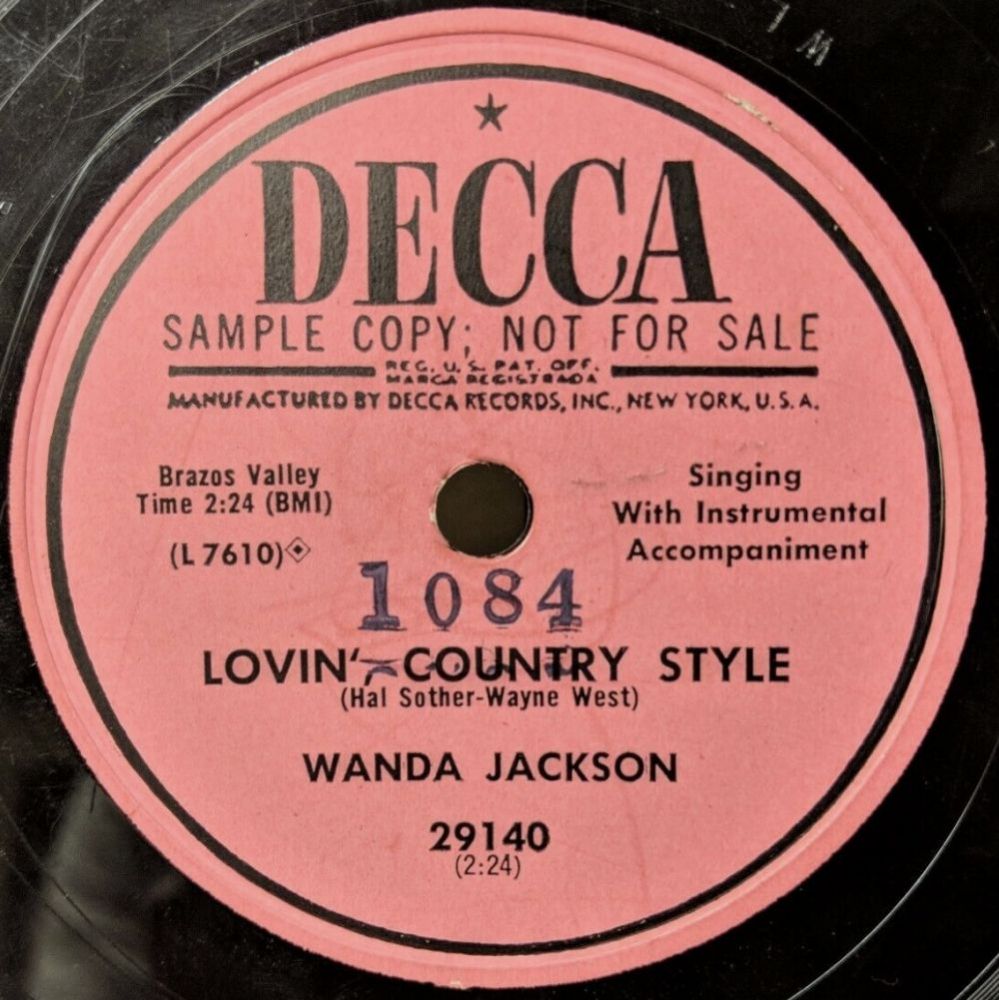 DECCA
SAMPLE COPY; NOT FOR SALE
REG. U.S. PAT. OFF.
MARCA REGISTRADA
MANUFACTURED BY DECCA RECORDS, INC., NEW YORK, U.S.A.
Brazos Valley
Time 2:24 (BMI)
(L 7610)
Singing
With Instrumental
Accompaniment
1084
LOVIN', COUNTRY STYLE
(Hal Sother-Wayne West)
WANDA JACKSON
29140
(2:24)